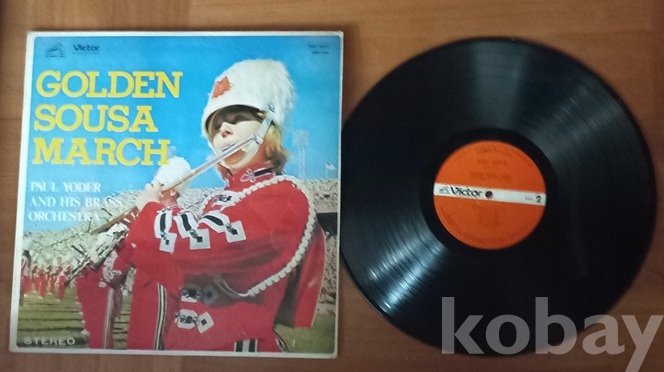 Victor
GOLDEN
SOUSA
MARCH
PAUL YODER
AND HIS BRASS
ORCHESTRA
STEREO
Victor
kobay